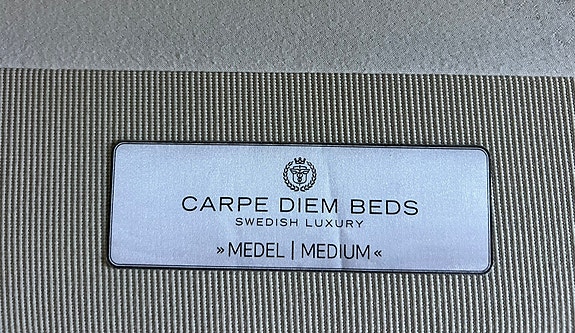 CARPE DIEM BEDS
SWEDISH LUXURY
»MEDEL | MEDIUM«